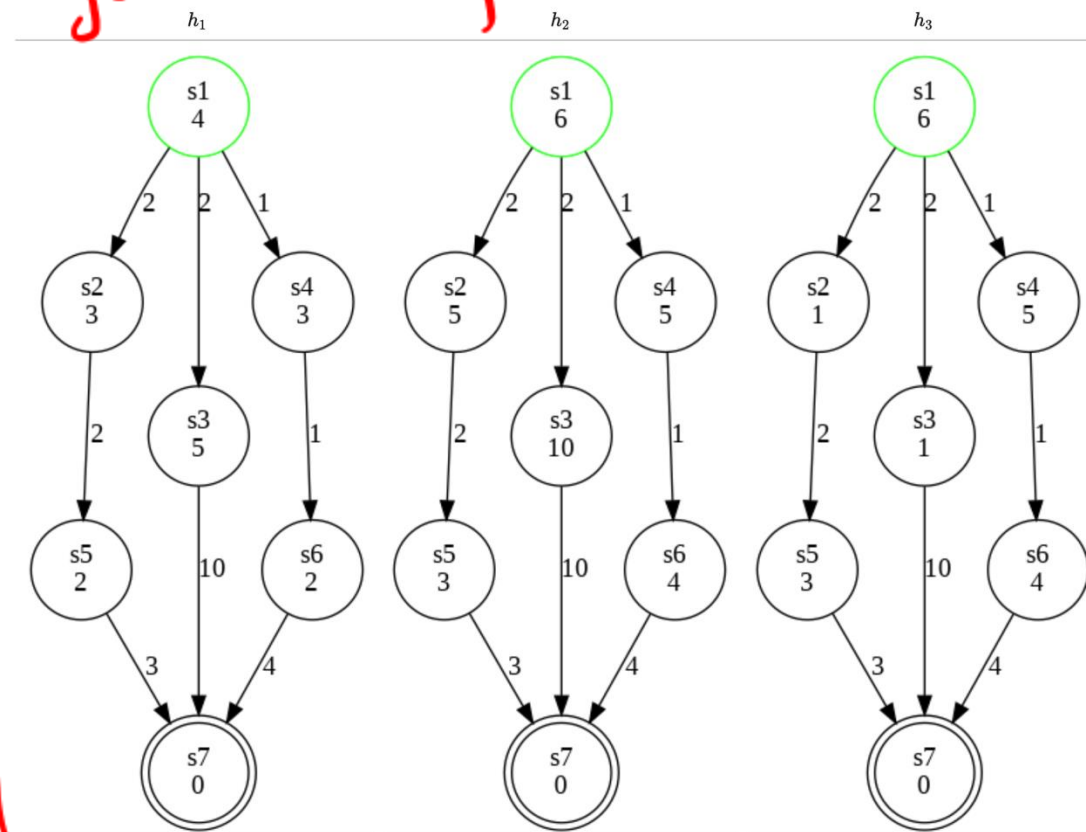 h₁ h₂ h₃
s1 s1 s1
4 6 6
2 2 1 2 2 1 2 2 1
s2 s4 s2 s4 s2 s4
3 3 5 5 1 5
s3 s3 s3
5 10 1
2 1 2 1 2 1
s5 s6 s5 s6 s5 s6
2 2 3 4 3 4
10 10 10
3 4 3 4 3 4
s7 s7 s7
0 0 0